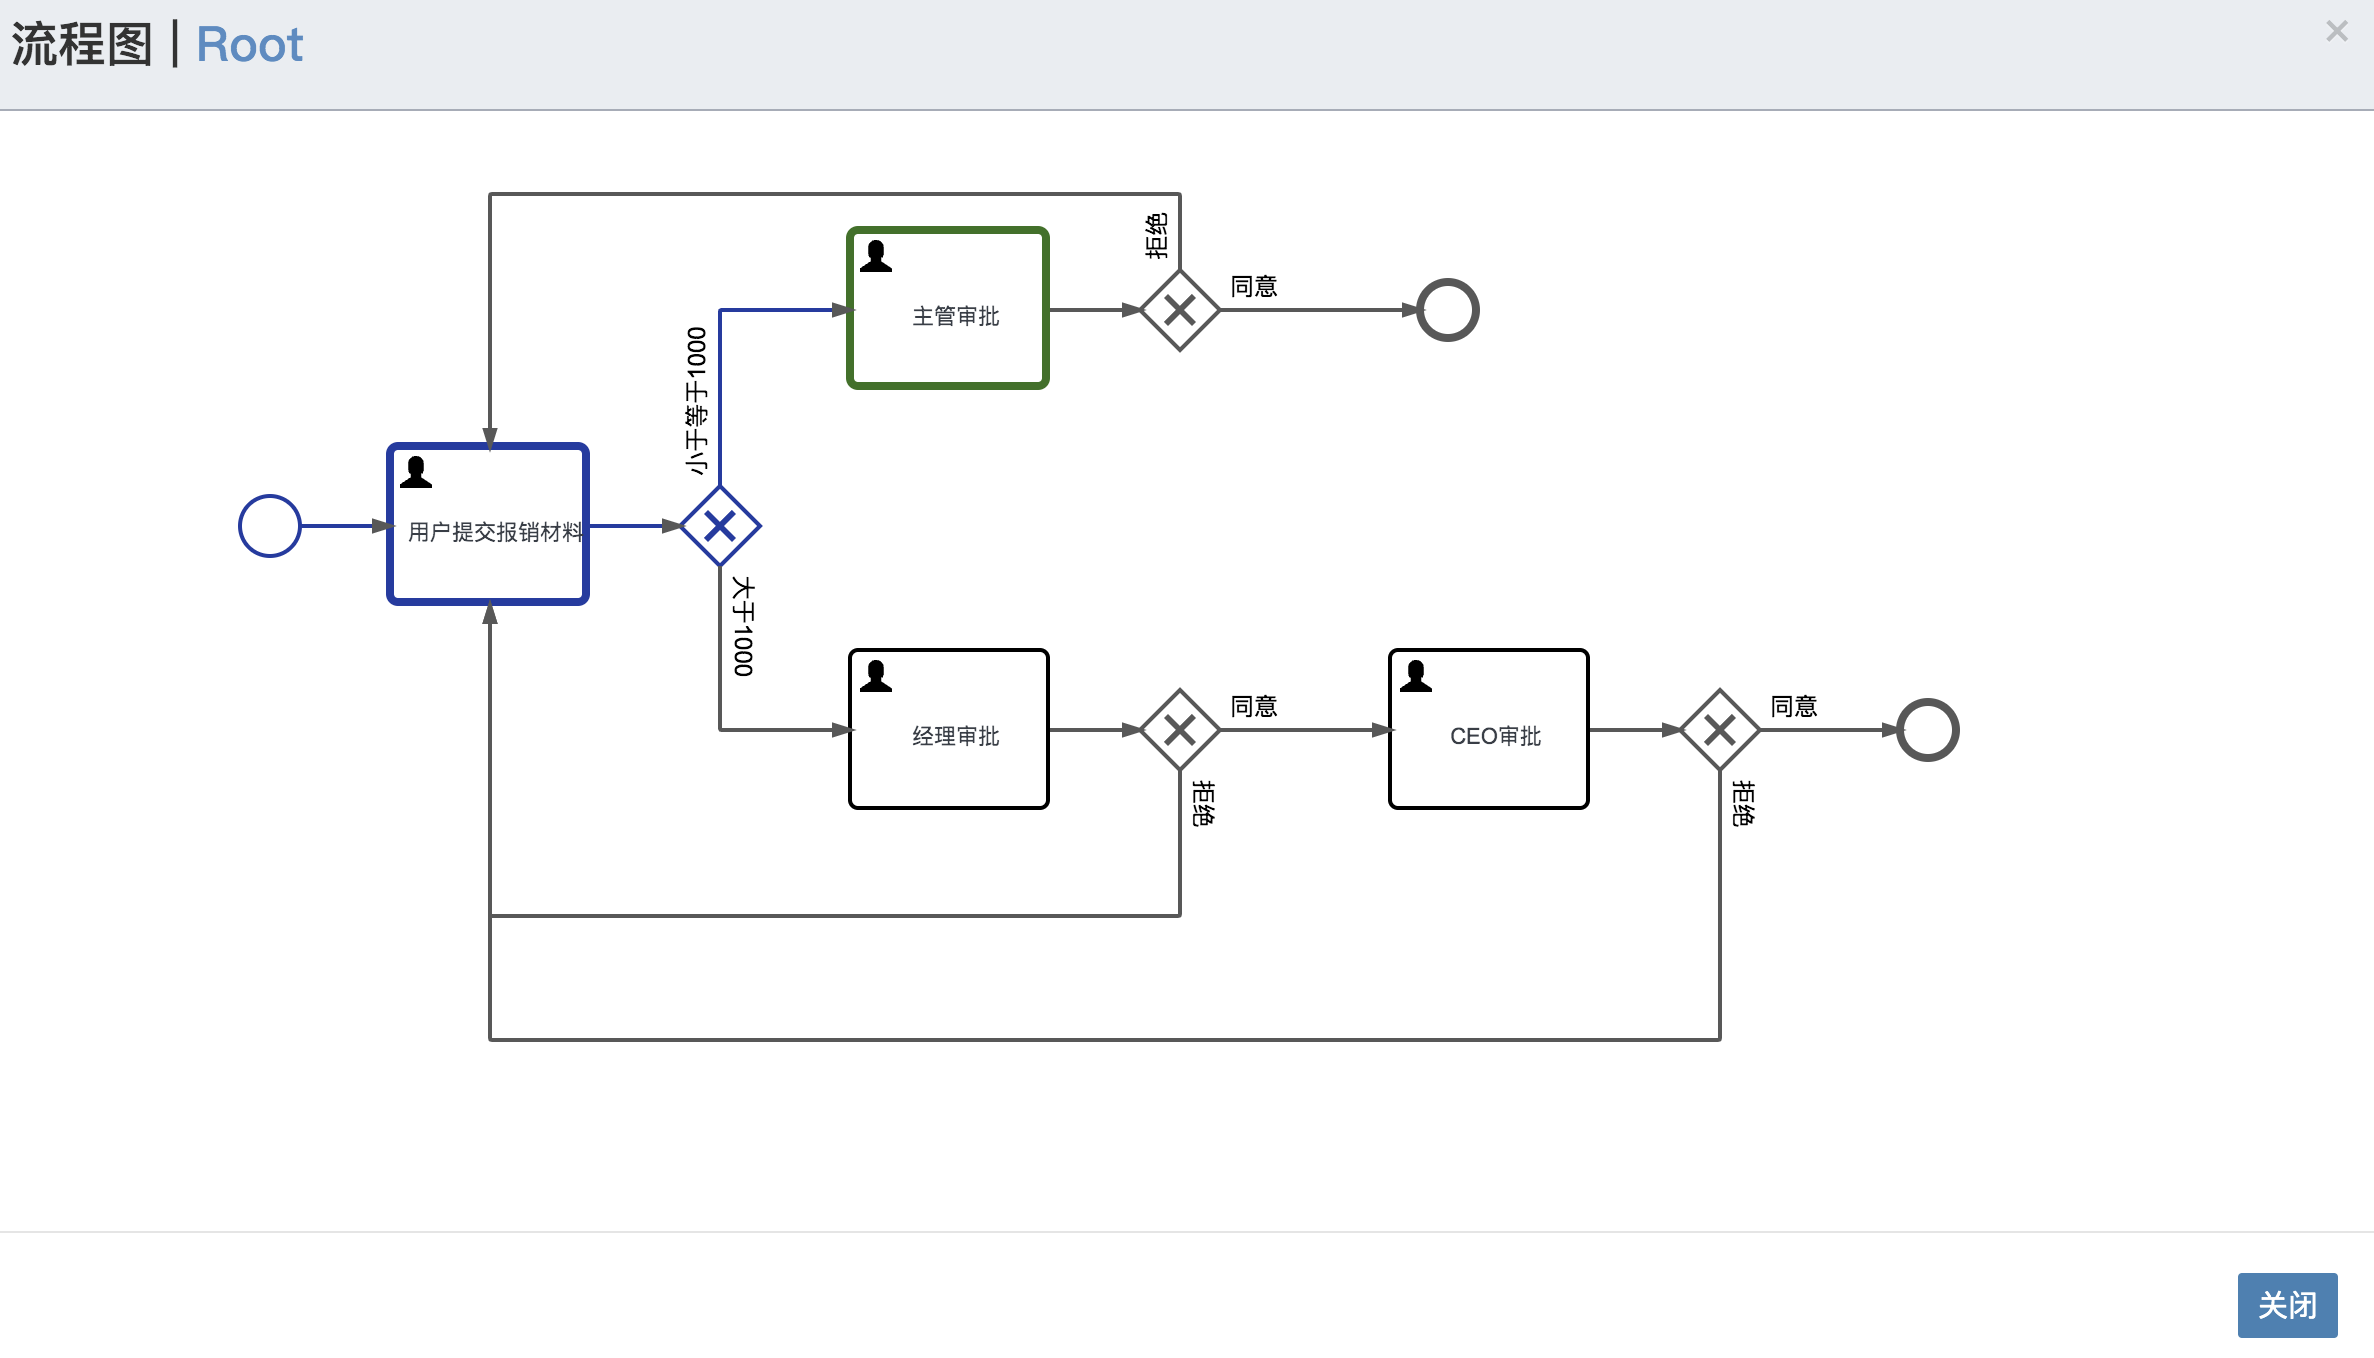 流程图 | Root
×
拒绝
同意
主管审批
小于等于1000
用户提交报销材料
大于1000
经理审批
同意
拒绝
CEO审批
同意
拒绝
关闭